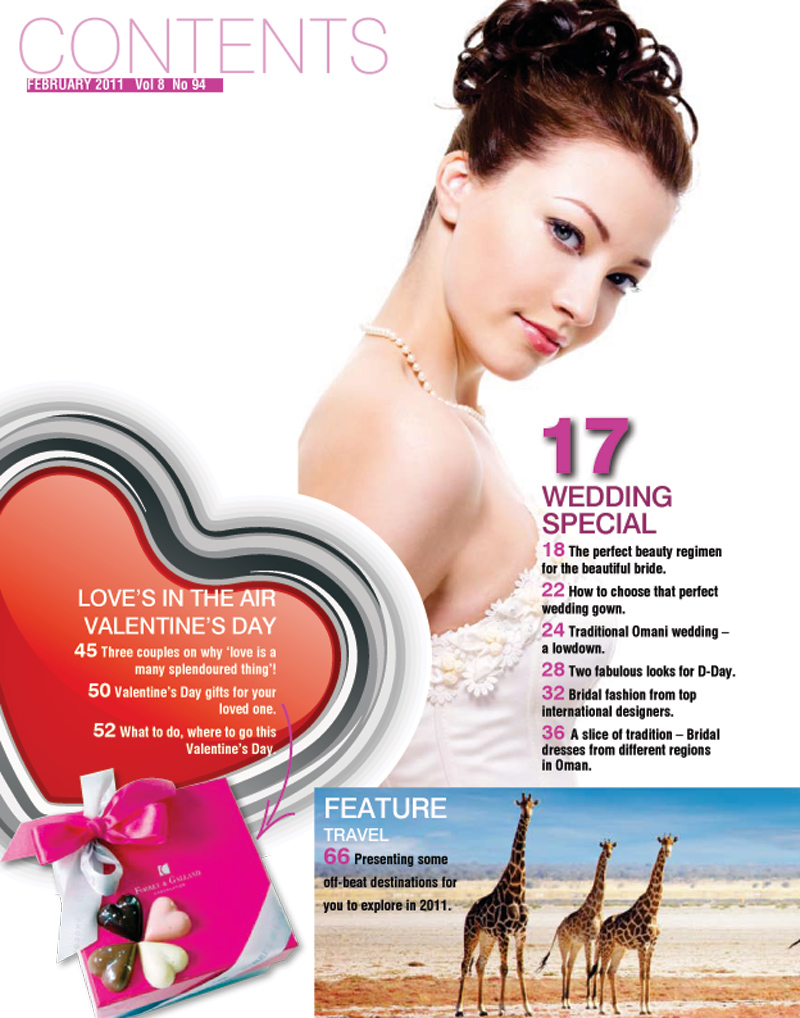 CONTENTS
FEBRUARY 2011 Vol 8 No 94
17
WEDDING
SPECIAL
18 The perfect beauty regimen
for the beautiful bride.
22 How to choose that perfect
wedding gown.
24 Traditional Omani wedding –
a lowdown.
28 Two fabulous looks for D-Day.
32 Bridal fashion from top
international designers.
36 A slice of tradition – Bridal
dresses from different regions
in Oman.
LOVE’S IN THE AIR
VALENTINE’S DAY
45 Three couples on why ‘love is a
many splendoured thing’!
50 Valentine’s Day gifts for your
loved one.
52 What to do, where to go this
Valentine’s Day.
FORREY & GALLAND
FEATURE
TRAVEL
66 Presenting some
off-beat destinations for
you to explore in 2011.